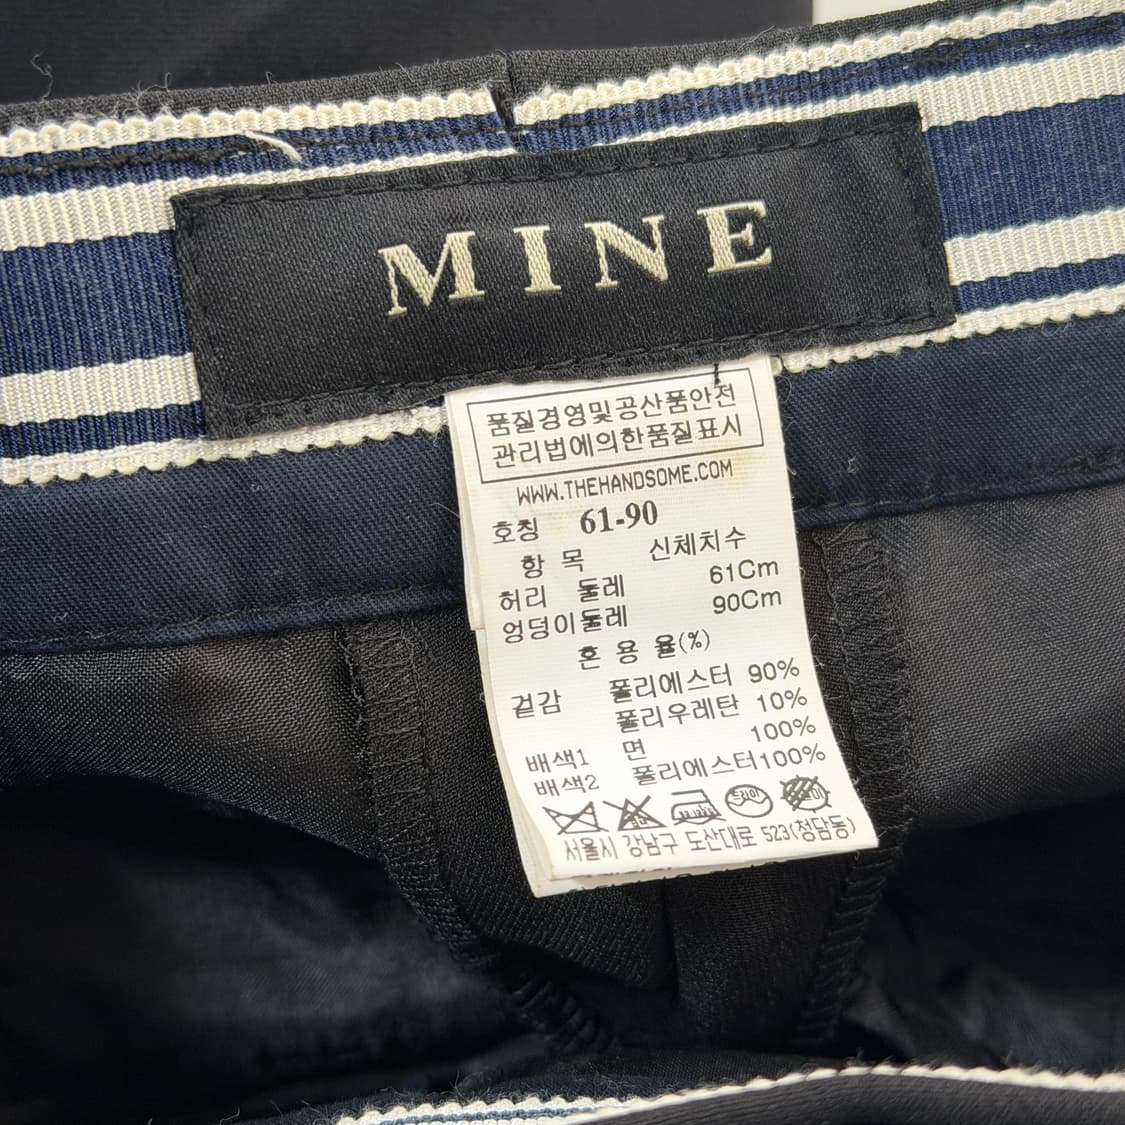 MINE
품질경영및공산품안전
관리법에의한품질표시
WWW.THEHANDSOME.COM
호칭 61-90
항 목 신체치수
허리 둘레 61Cm
엉덩이둘레 90Cm
혼 용 율(%)
겉감 폴리에스터 90%
폴리우레탄 10%
배색1 면 100%
배색2 폴리에스터100%
드라이
서울시 강남구 도산대로 523(청담동)